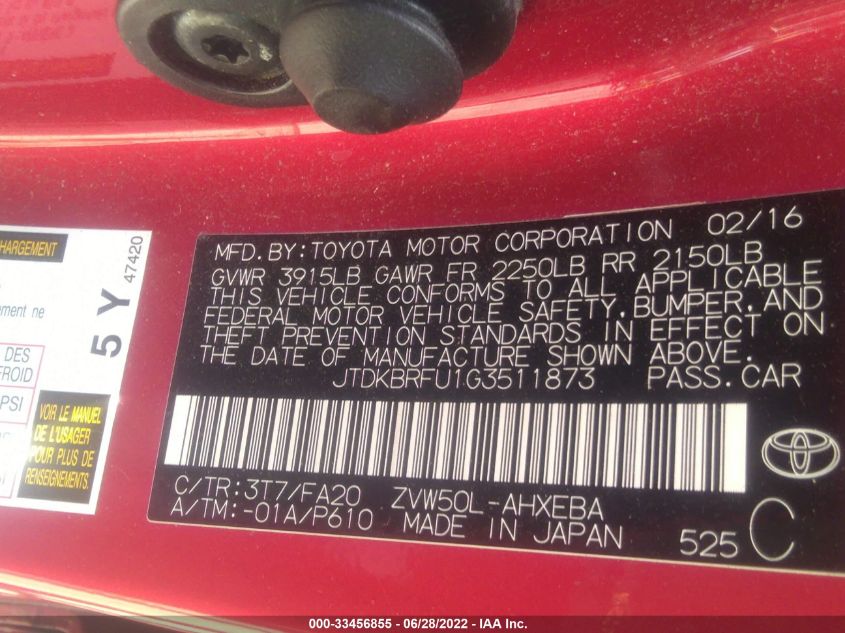 HARGEMENT
47420
5 Y
ement ne
DES
FROID
PSI
VOIR LE MANUEL
DE L'USAGER
POUR PLUS DE
RENSEIGNEMENTS.
MFD.BY:TOYOTA MOTOR CORPORATION 02/16
GVWR 3915LB GAWR FR 2250LB RR 2150LB
THIS VEHICLE CONFORMS TO ALL APPLICABLE
FEDERAL MOTOR VEHICLE SAFETY,BUMPER,AND
THEFT PREVENTION STANDARDS IN EFFECT ON
THE DATE OF MANUFACTURE SHOWN ABOVE.
JTDKBRFU1G3511873 PASS.CAR
C/TR:3T7/FA20 ZVW50L-AHXEBA
A/TM:-01A/P610 MADE IN JAPAN
525 C
000-33456855 - 06/28/2022 - IAA Inc.